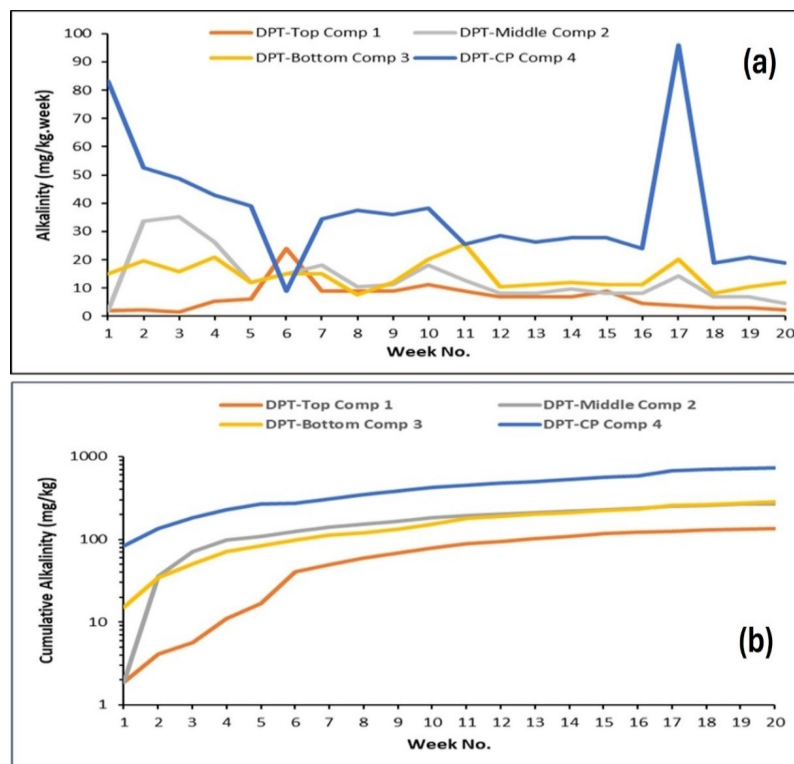 DPT-Top Comp 1 DPT-Middle Comp 2
DPT-Bottom Comp 3 DPT-CP Comp 4
(a)
Alkalinity (mg/kg.week)
100
90
80
70
60
50
40
30
20
10
0
1 2 3 4 5 6 7 8 9 10 11 12 13 14 15 16 17 18 19 20
Week No.
DPT-Top Comp 1 DPT-Middle Comp 2
DPT-Bottom Comp 3 DPT-CP Comp 4
Cumulative Alkalinity (mg/kg)
1000
100
10
1
(b)
1 2 3 4 5 6 7 8 9 10 11 12 13 14 15 16 17 18 19 20
Week No.